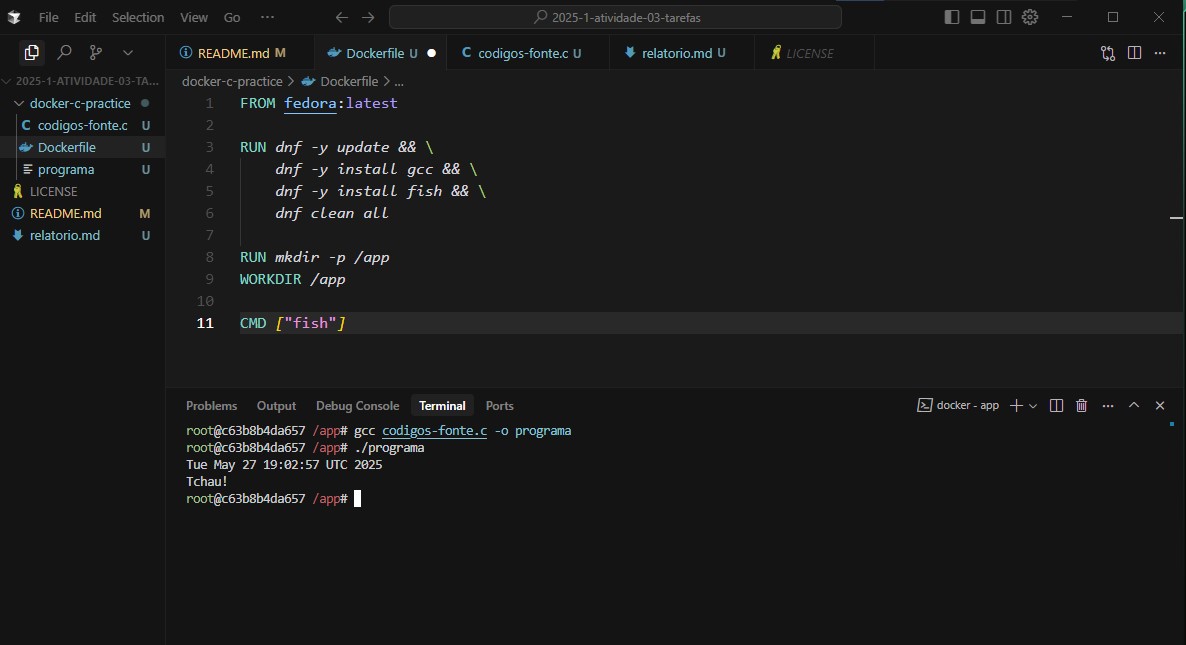 File Edit Selection View Go ··· 2025-1-atividade-03-tarefas
README.md M Dockerfile U codigos-fonte.c U relatorio.md U LICENSE
2025-1-ATIVIDADE-03-TA...
docker-c-practice
codigos-fonte.c U
Dockerfile U
programa U
LICENSE
README.md M
relatorio.md U
docker-c-practice > Dockerfile > ...
1 FROM fedora:latest
2
3 RUN dnf -y update && \
4 dnf -y install gcc && \
5 dnf -y install fish && \
6 dnf clean all
7
8 RUN mkdir -p /app
9 WORKDIR /app
10
11 CMD ["fish"]
Problems Output Debug Console Terminal Ports docker - app
root@c63b8b4da657 /app# gcc codigos-fonte.c -o programa
root@c63b8b4da657 /app# ./programa
Tue May 27 19:02:57 UTC 2025
Tchau!
root@c63b8b4da657 /app#